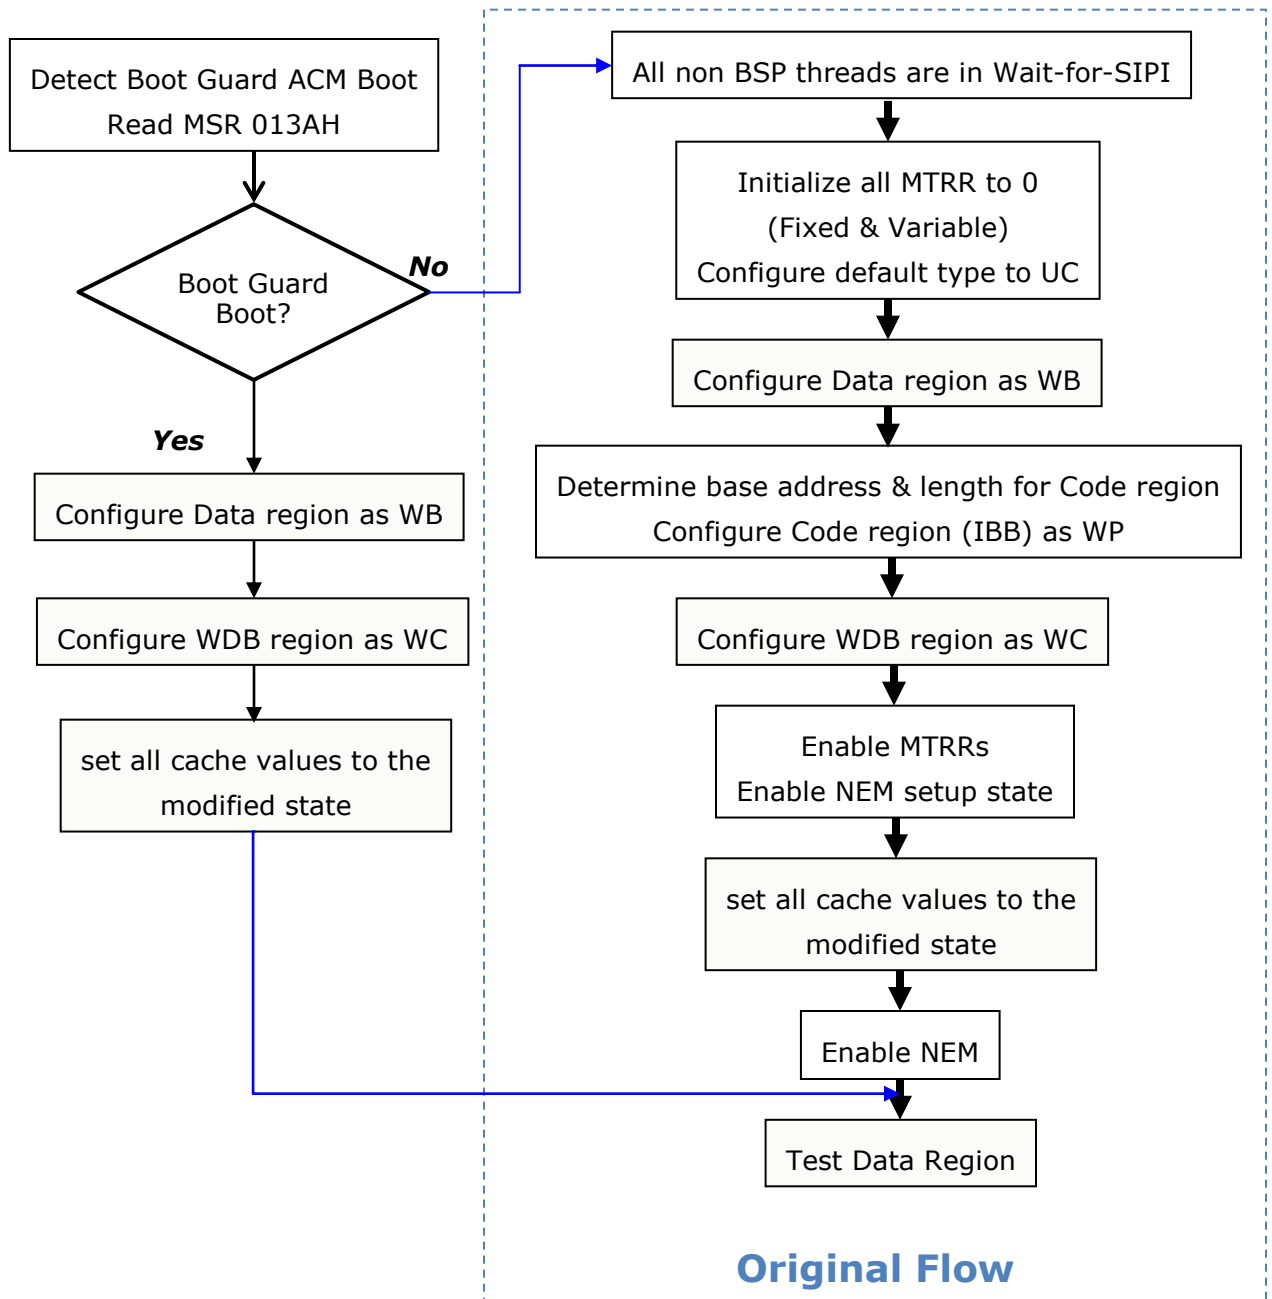 Detect Boot Guard ACM Boot
Read MSR 013AH
Boot Guard
Boot?
No
Yes
Configure Data region as WB
Configure WDB region as WC
set all cache values to the
modified state
All non BSP threads are in Wait-for-SIPI
Initialize all MTRR to 0
(Fixed & Variable)
Configure default type to UC
Configure Data region as WB
Determine base address & length for Code region
Configure Code region (IBB) as WP
Configure WDB region as WC
Enable MTRRs
Enable NEM setup state
set all cache values to the
modified state
Enable NEM
Test Data Region
Original Flow